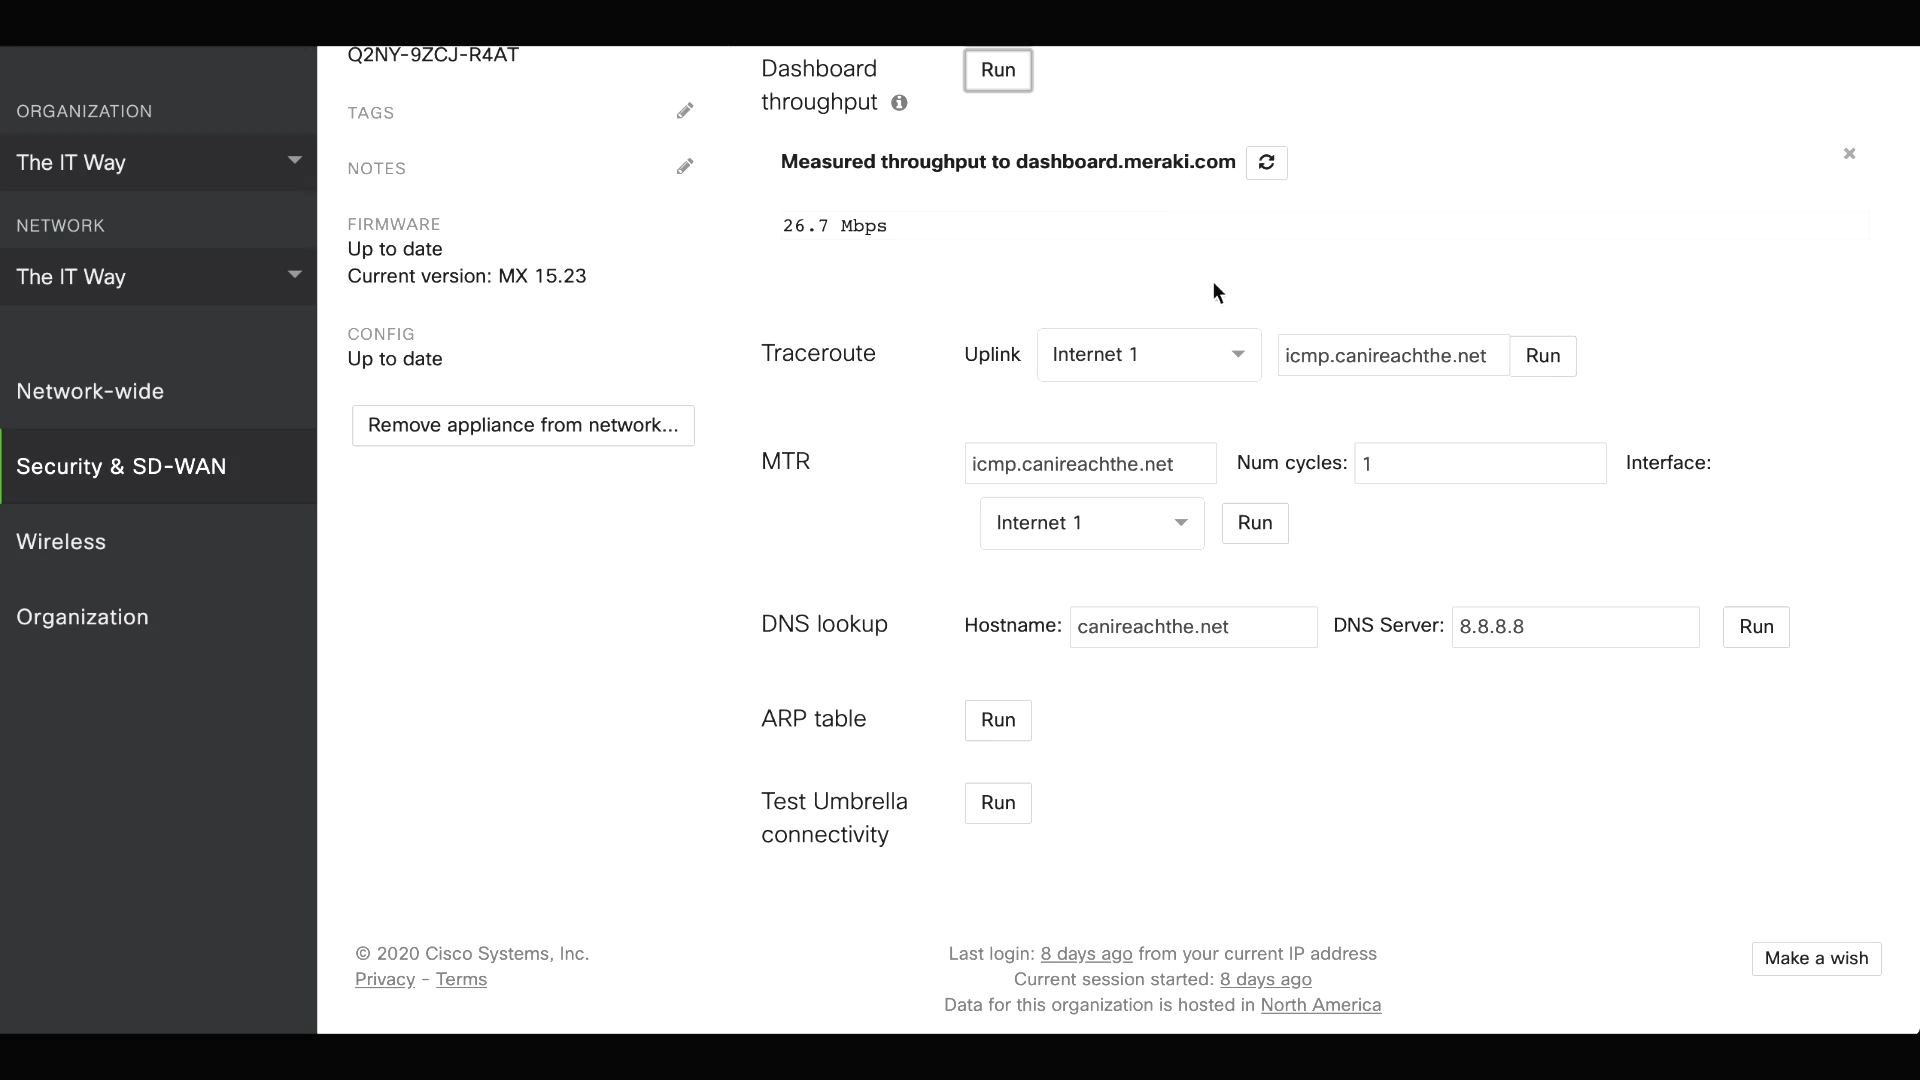 Q2NY-9ZCJ-R4AT
ORGANIZATION
The IT Way
NETWORK
The IT Way
Network-wide
Security & SD-WAN
Wireless
Organization
TAGS
NOTES
FIRMWARE
Up to date
Current version: MX 15.23
CONFIG
Up to date
Remove appliance from network...
Dashboard
throughput
Run
Measured throughput to dashboard.meraki.com
26.7 Mbps
Traceroute Uplink Internet 1 icmp.canireachthe.net Run
MTR icmp.canireachthe.net Num cycles: 1 Interface:
Internet 1 Run
DNS lookup Hostname: canireachthe.net DNS Server: 8.8.8.8 Run
ARP table Run
Test Umbrella
connectivity
Run
© 2020 Cisco Systems, Inc.
Privacy - Terms
Last login: 8 days ago from your current IP address
Current session started: 8 days ago
Data for this organization is hosted in North America
Make a wish